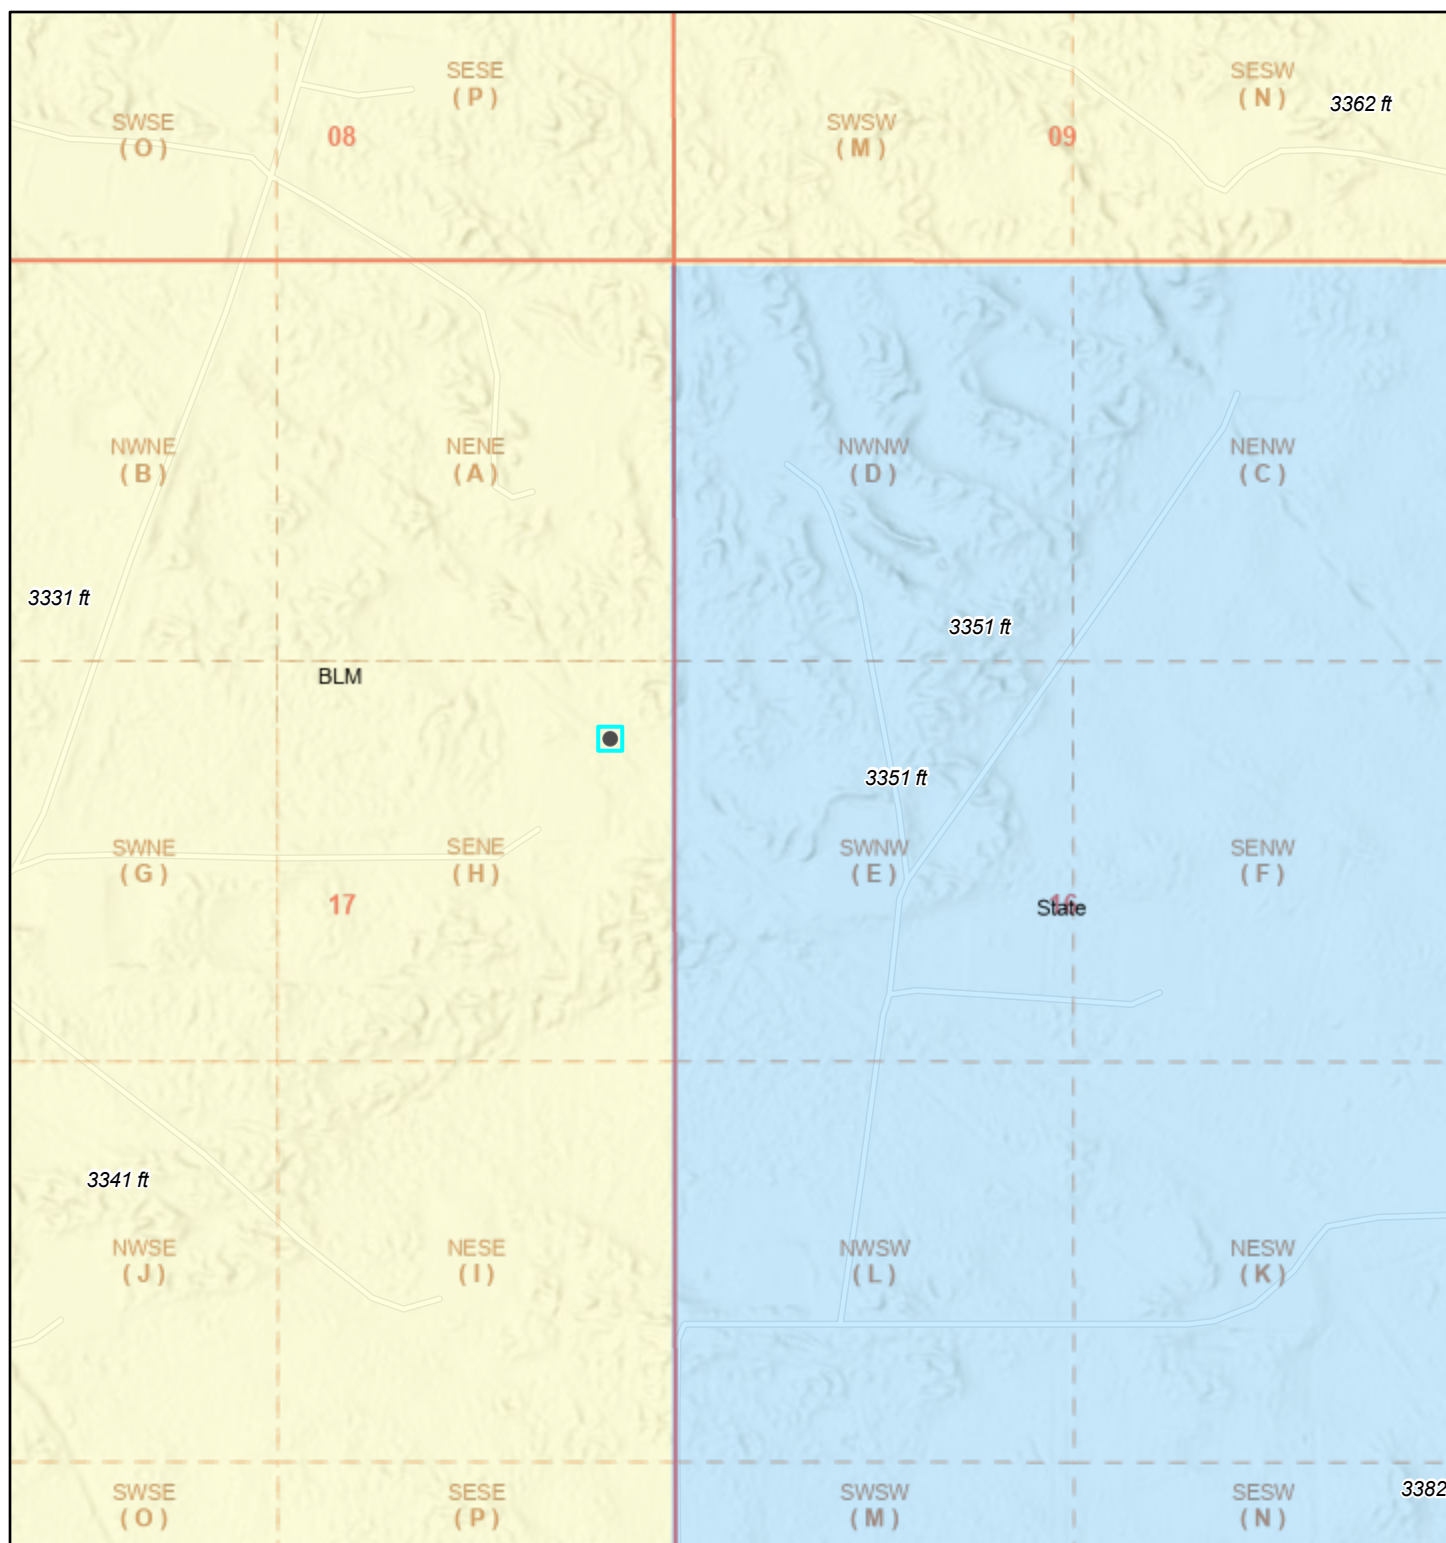 SESE
( P )
SESW
( N )
3362 ft
SWSE
( O )
08
SWSW
( M )
09
NWNE
( B )
NENE
( A )
NWNW
( D )
NENW
( C )
3331 ft
3351 ft
BLM
3351 ft
SWNE
( G )
SENE
( H )
SWNW
( E )
SENW
( F )
17
16
State
3341 ft
NWSE
( J )
NESE
( I )
NWSW
( L )
NESW
( K )
3382
SWSE
( O )
SESE
( P )
SWSW
( M )
SESW
( N )